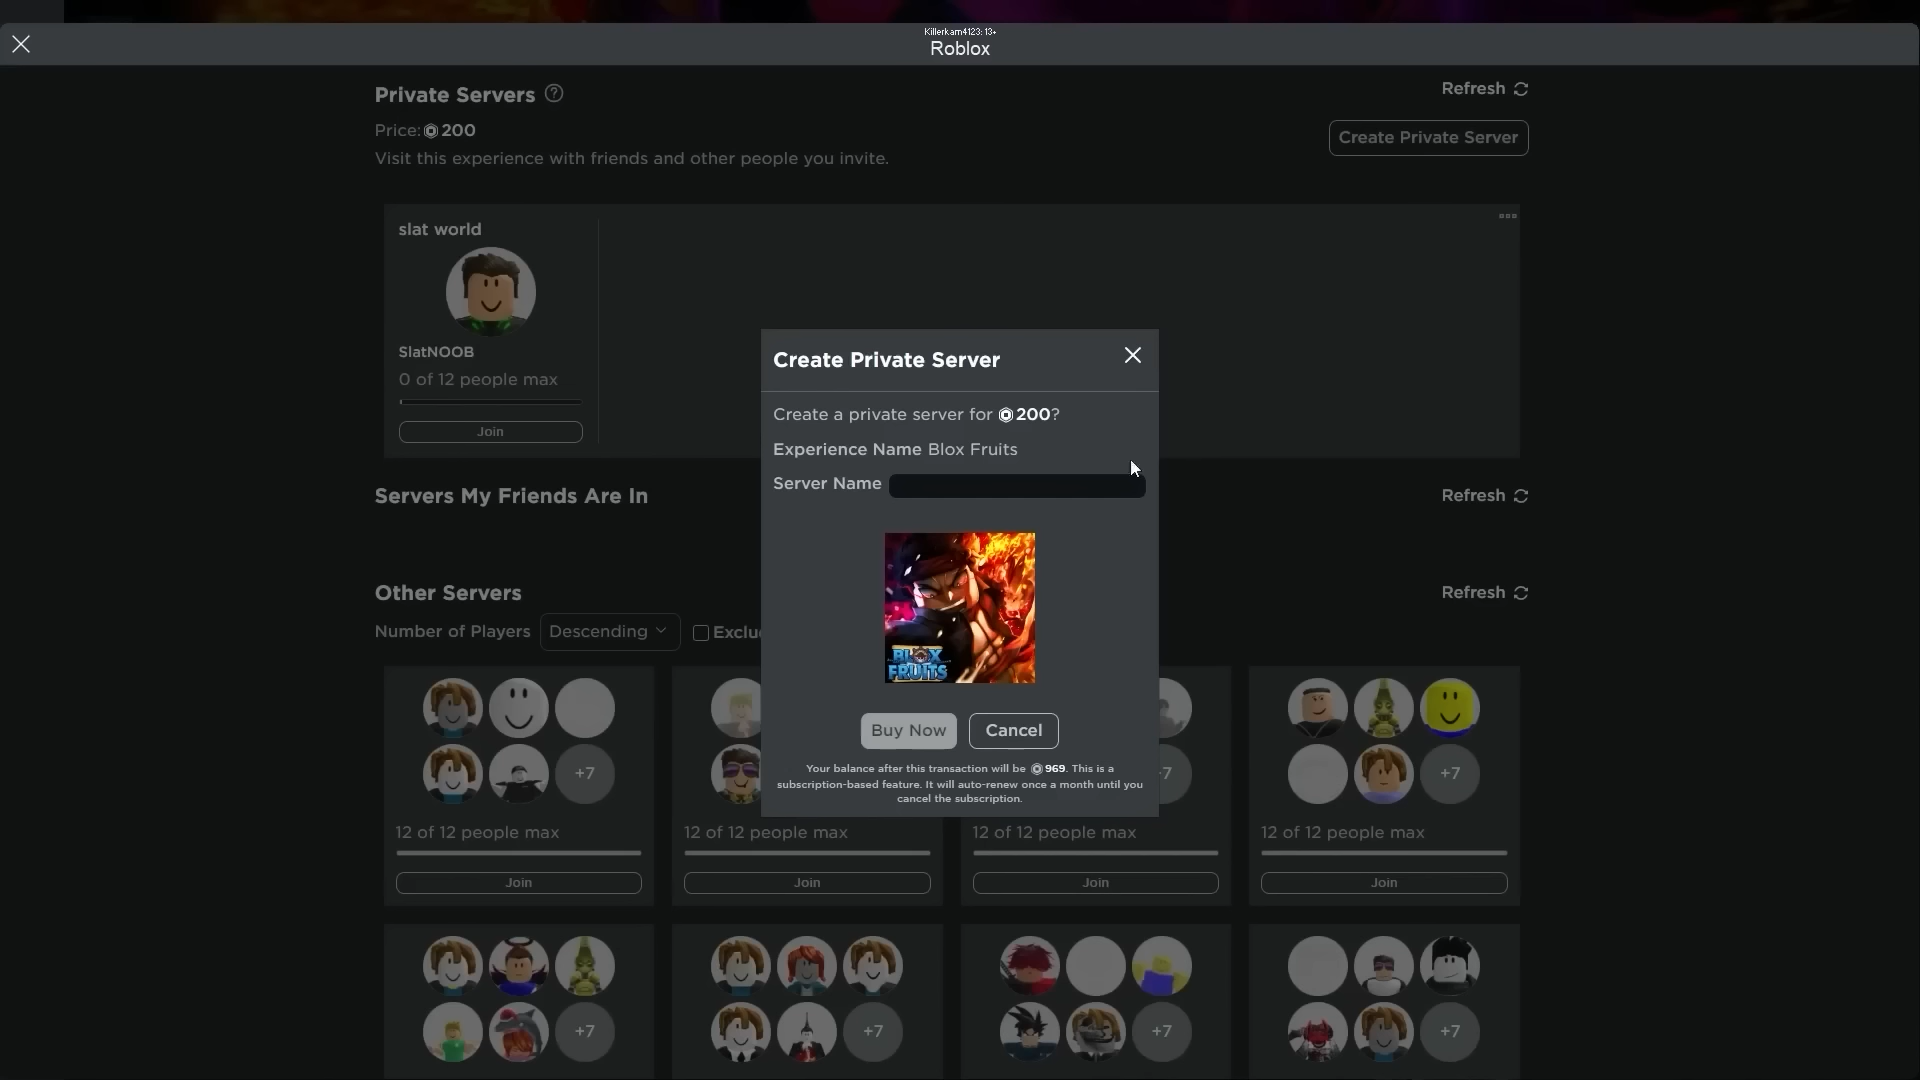 Killerkam4123: 13+
Roblox
Private Servers
Refresh
Price: 200
Create Private Server
Visit this experience with friends and other people you invite.
slat world
SlatNOOB
0 of 12 people max
Join
Create Private Server
Create a private server for 200?
Experience Name Blox Fruits
Server Name
BLOX
FRUITS
Buy Now
Cancel
Your balance after this transaction will be 969. This is a
subscription-based feature. It will auto-renew once a month until you
cancel the subscription.
Servers My Friends Are In
Refresh
Other Servers
Refresh
Number of Players
Descending
+7
+7
12 of 12 people max
12 of 12 people max
12 of 12 people max
12 of 12 people max
Join
Join
Join
Join
+7
+7
+7
+7